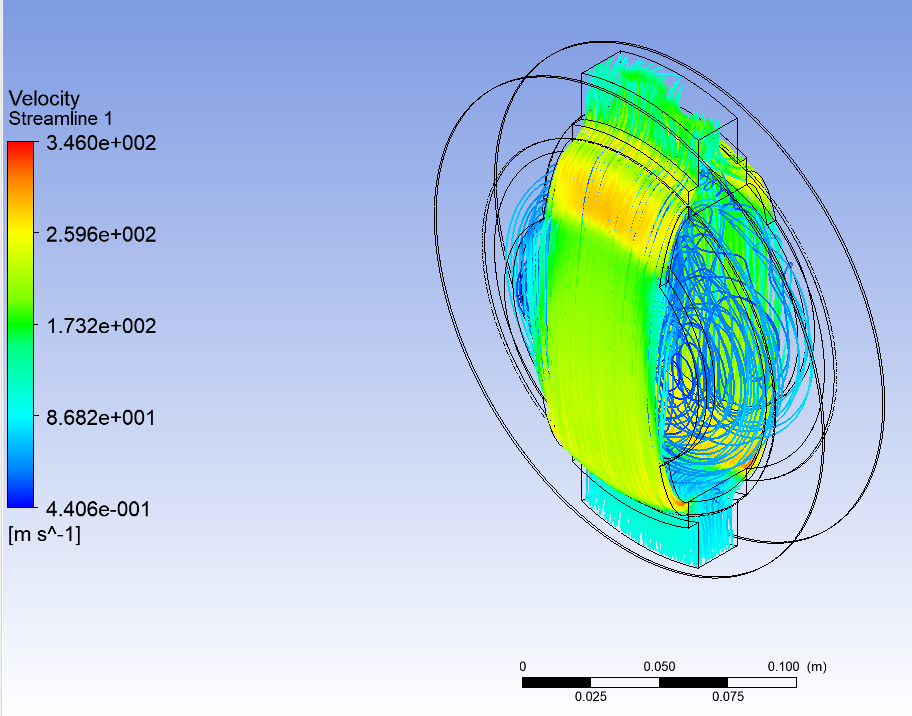 Velocity
Streamline 1
3.460e+002
2.596e+002
1.732e+002
8.682e+001
4.406e-001
[m s^-1]
0 0.050 0.100 (m)
0.025 0.075